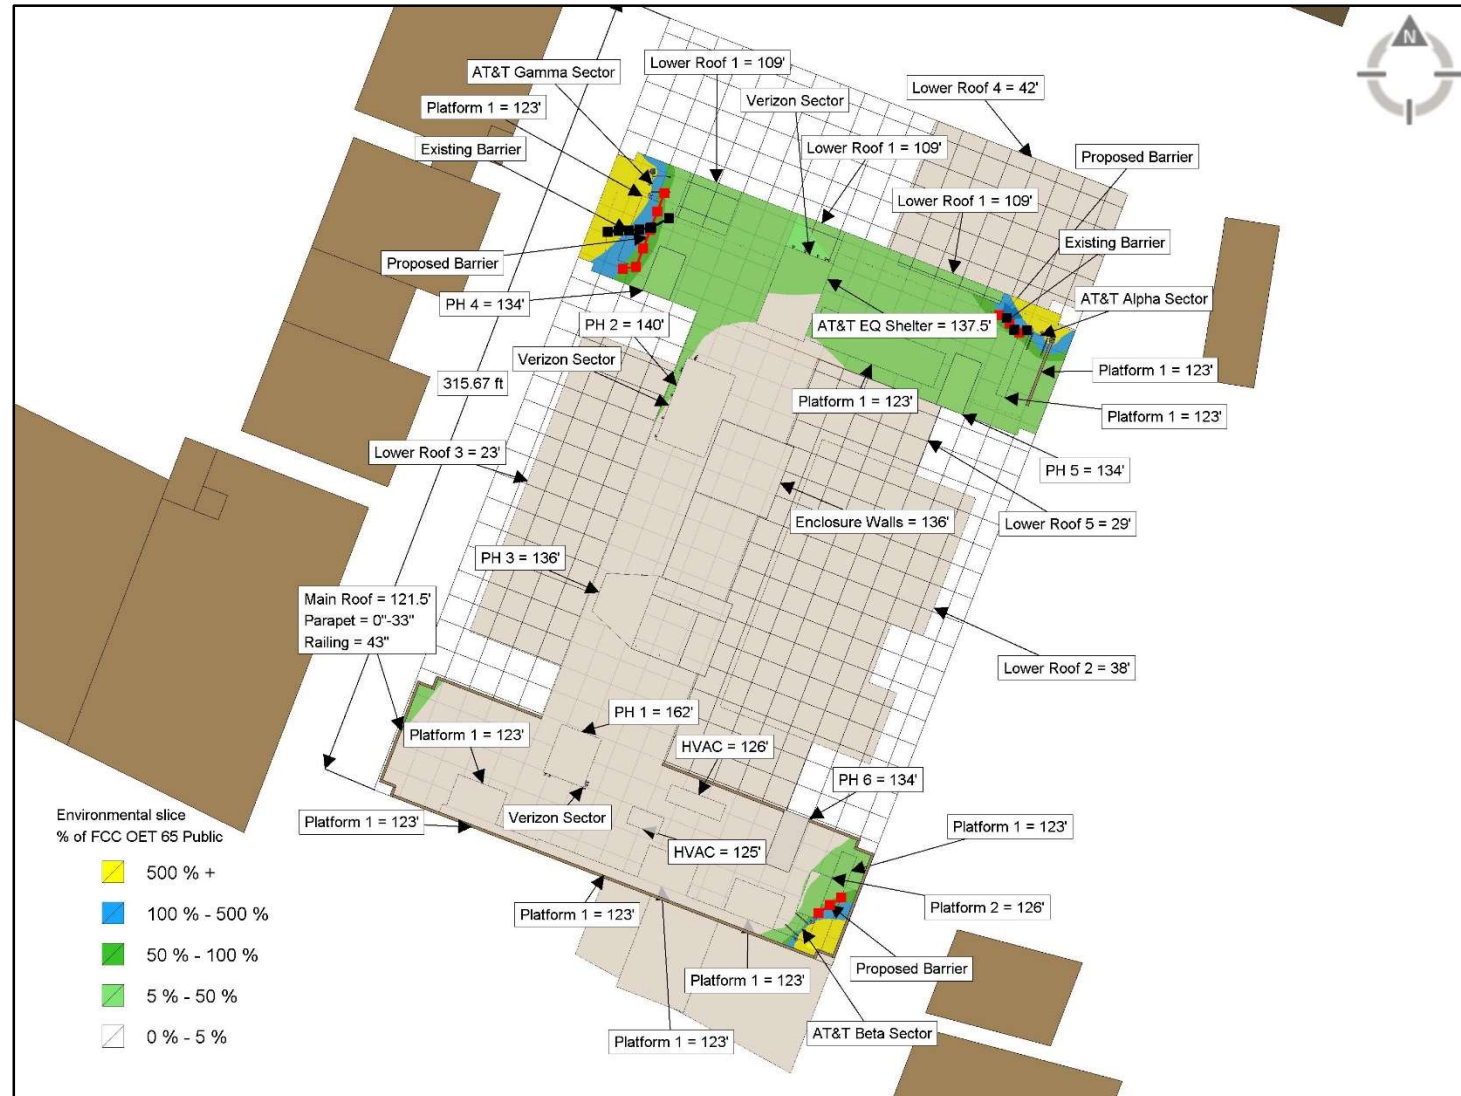 N
Lower Roof 1 = 109'
AT&T Gamma Sector
Verizon Sector
Lower Roof 4 = 42'
Platform 1 = 123'
Existing Barrier
Lower Roof 1 = 109'
Proposed Barrier
Lower Roof 1 = 109'
Existing Barrier
Proposed Barrier
AT&T Alpha Sector
PH 4 = 134'
PH 2 = 140'
AT&T EQ Shelter = 137.5'
Verizon Sector
Platform 1 = 123'
315.67 ft
Platform 1 = 123'
Platform 1 = 123'
Lower Roof 3 = 23'
PH 5 = 134'
Enclosure Walls = 136'
Lower Roof 5 = 29'
PH 3 = 136'
Main Roof = 121.5'
Parapet = 0"-33"
Railing = 43"
Lower Roof 2 = 38'
PH 1 = 162'
Platform 1 = 123'
HVAC = 126'
PH 6 = 134'
Verizon Sector
Platform 1 = 123'
Platform 1 = 123'
HVAC = 125'
Platform 1 = 123'
Platform 2 = 126'
Proposed Barrier
Platform 1 = 123'
AT&T Beta Sector
Platform 1 = 123'
Environmental slice
% of FCC OET 65 Public
500 % +
100 % - 500 %
50 % - 100 %
5 % - 50 %
0 % - 5 %